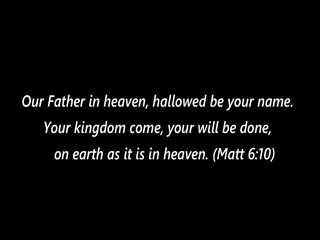 Our Father in heaven, hallowed be your name.
Your kingdom come, your will be done,
on earth as it is in heaven. (Matt 6:10)